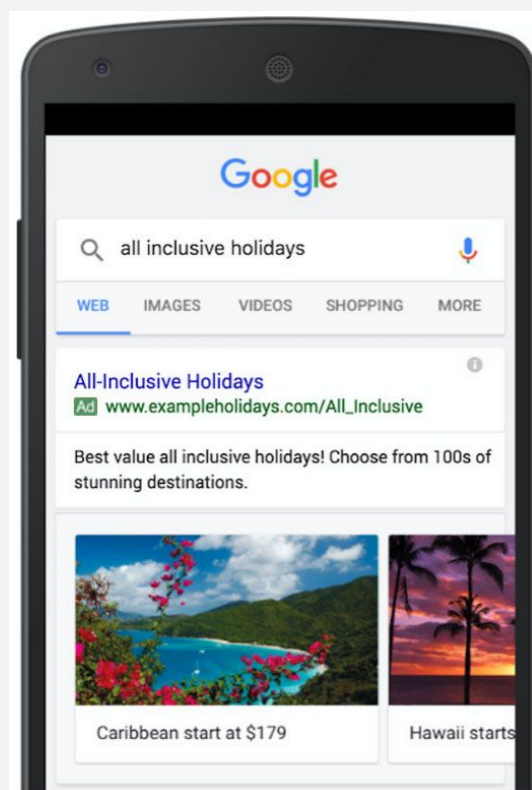 Google
all inclusive holidays
WEB IMAGES VIDEOS SHOPPING MORE
All-Inclusive Holidays
Ad www.exampleholidays.com/All_Inclusive
Best value all inclusive holidays! Choose from 100s of
stunning destinations.
Caribbean start at $179
Hawaii starts